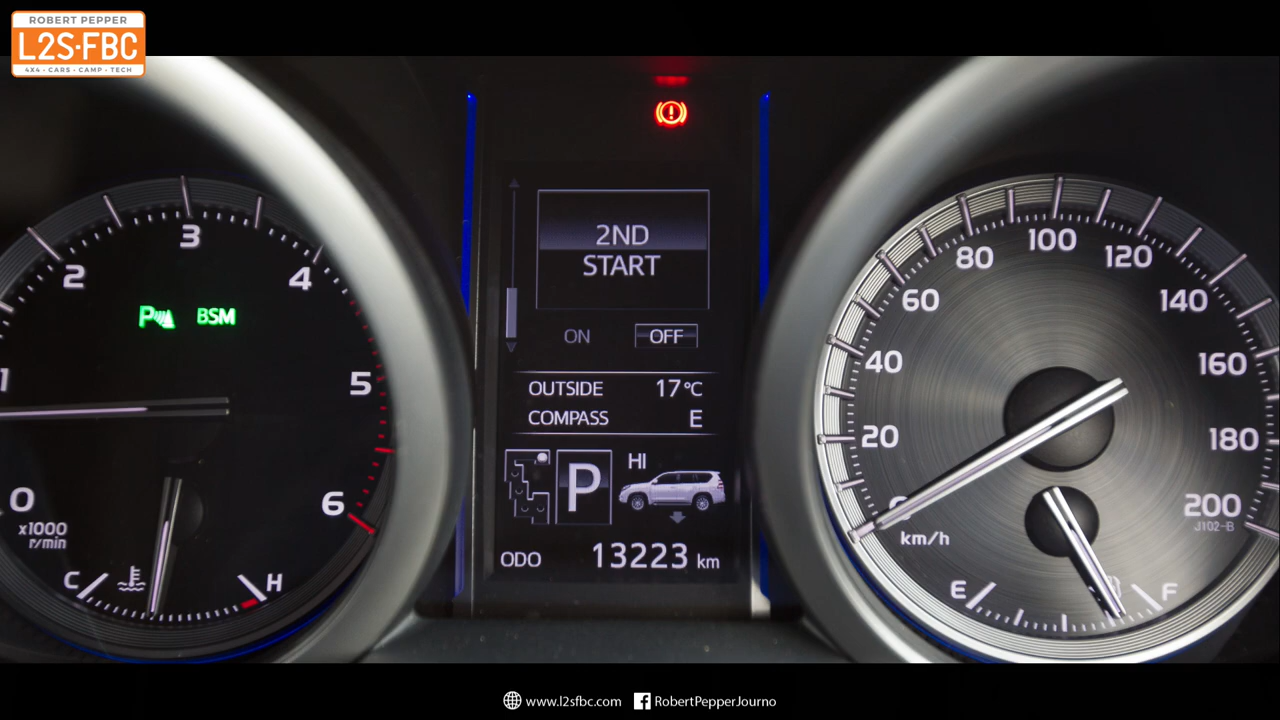 ROBERT PEPPER
L2S·FBC
4X4 • CARS • CAMP • TECH
1
2
3
4
5
6
0
x1000
r/min
P BSM
C
H
2ND
START
ON OFF
OUTSIDE 17°C
COMPASS E
P
HI
ODO 13223 km
0
20
40
60
80
100
120
140
160
180
200
J102-B
km/h
E
F
www.l2sfbc.com
RobertPepperJourno